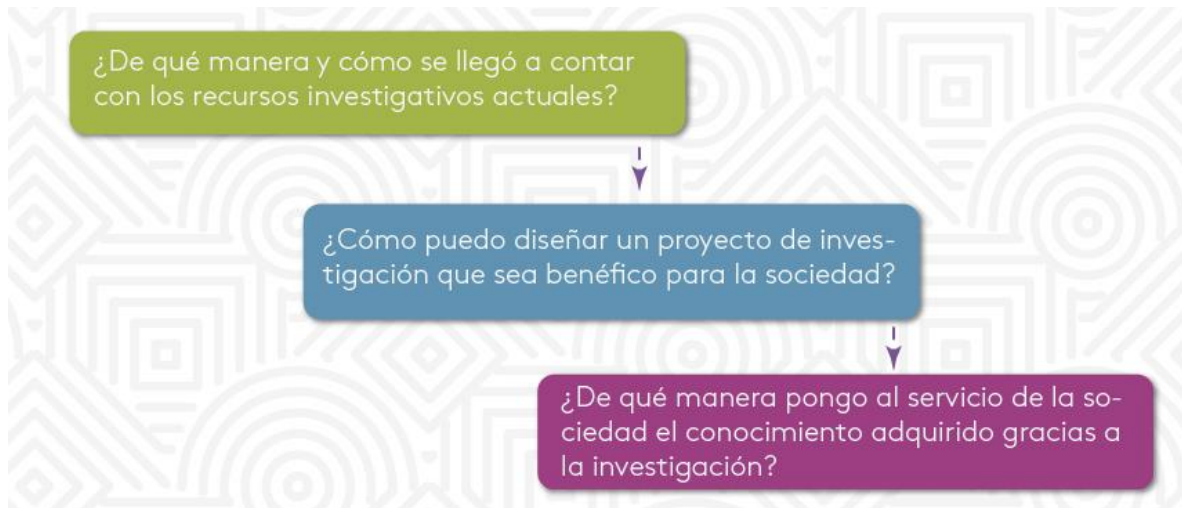 ¿De qué manera y cómo se llegó a contar
con los recursos investigativos actuales?
¿Cómo puedo diseñar un proyecto de inves-
tigación que sea benéfico para la sociedad?
¿De qué manera pongo al servicio de la so-
ciedad el conocimiento adquirido gracias a
la investigación?